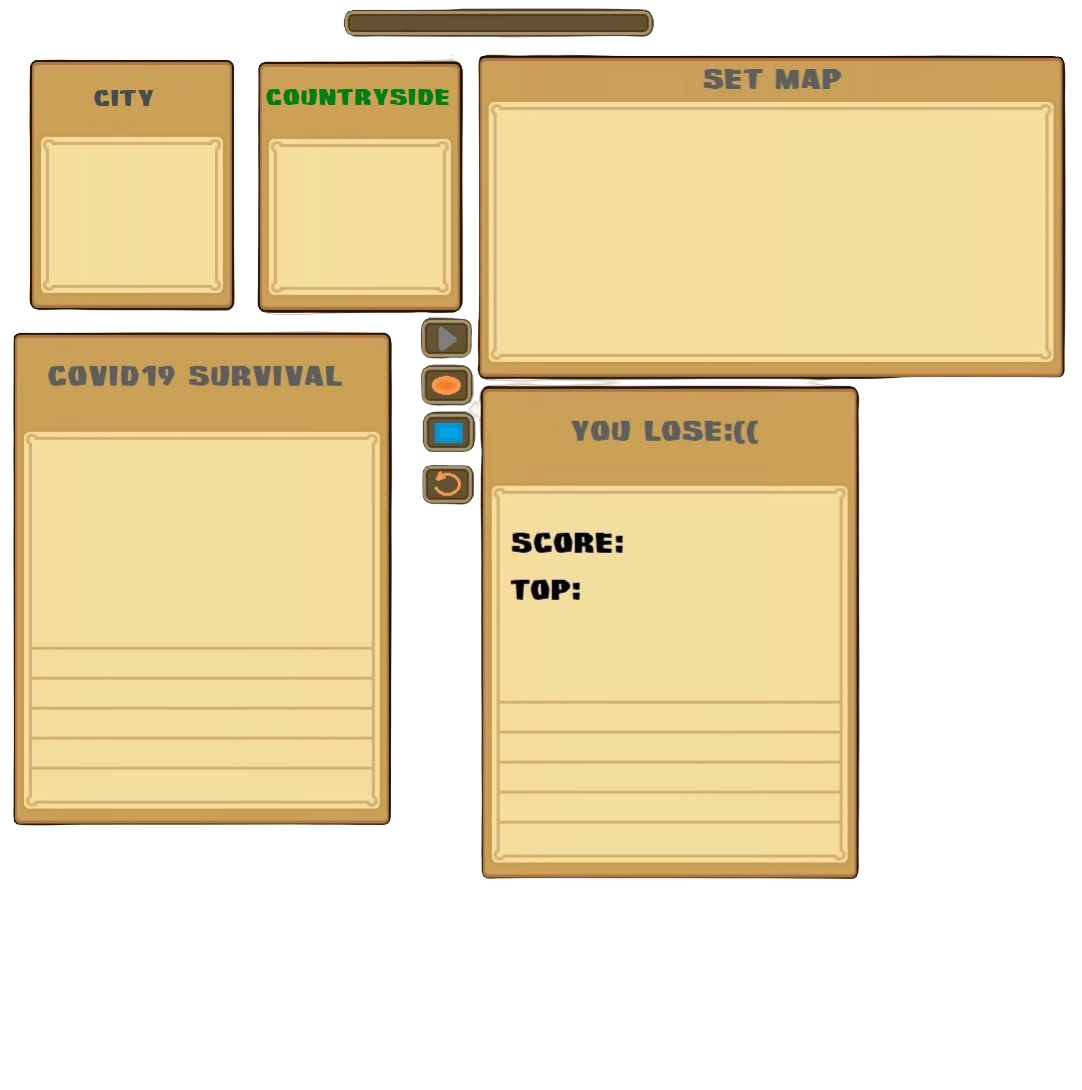 CITY
COUNTRYSIDE
SET MAP
COVID19 SURVIVAL
YOU LOSE:((
SCORE:
TOP: